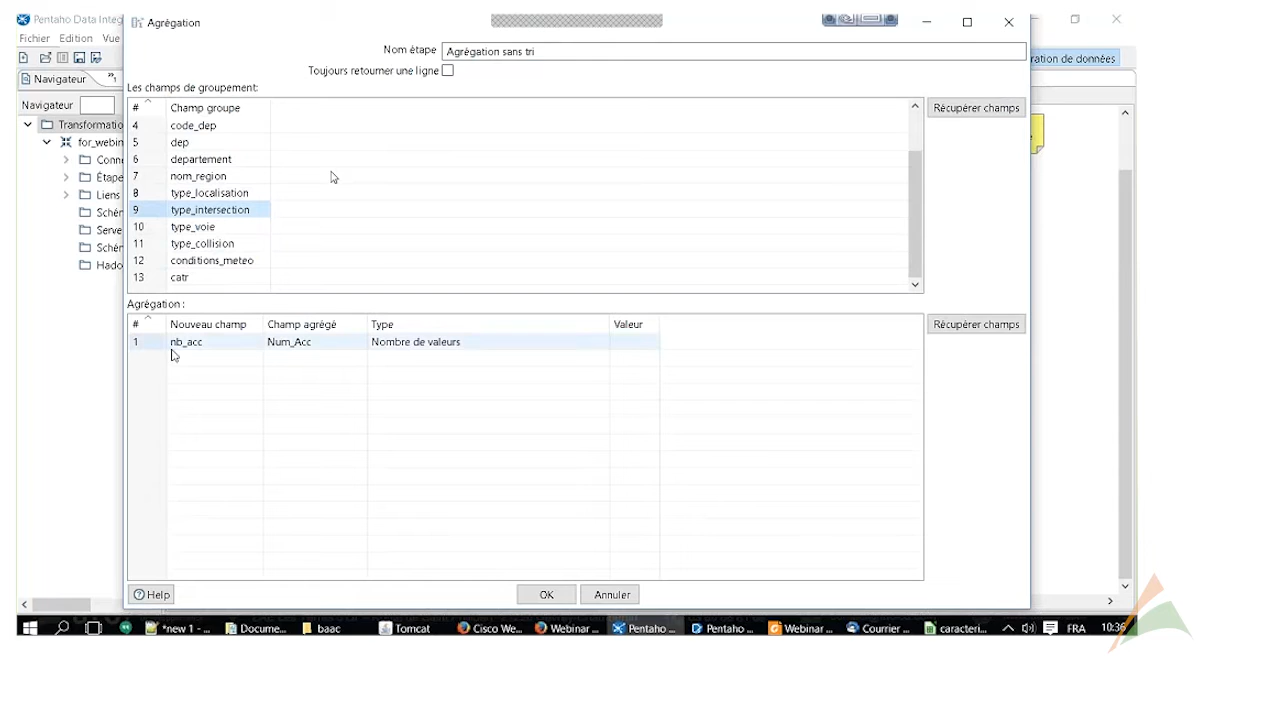 Pentaho Data Integ
Agrégation
Fichier Edition Vue
Nom étape Agrégation sans tri
ration de données
Toujours retourner une ligne
Navigateur
Les champs de groupement:
Navigateur
# Champ groupe
Récupérer champs
Transformatio
4 code_dep
for_webin
5 dep
Conne
6 departement
Étape
7 nom_region
Liens
8 type_localisation
Schém
9 type_intersection
Serve
10 type_voie
Schém
11 type_collision
Hado
12 conditions_meteo
13 catr
Agrégation :
# Nouveau champ Champ agrégé Type Valeur
Récupérer champs
1 nb_acc Num_Acc Nombre de valeurs
Help OK Annuler
*new 1 - ... Docume... baac Tomcat Cisco We... Webinar ... Pentaho ... Pentaho ... Webinar ... Courrier ... caracteri... FRA 10:36